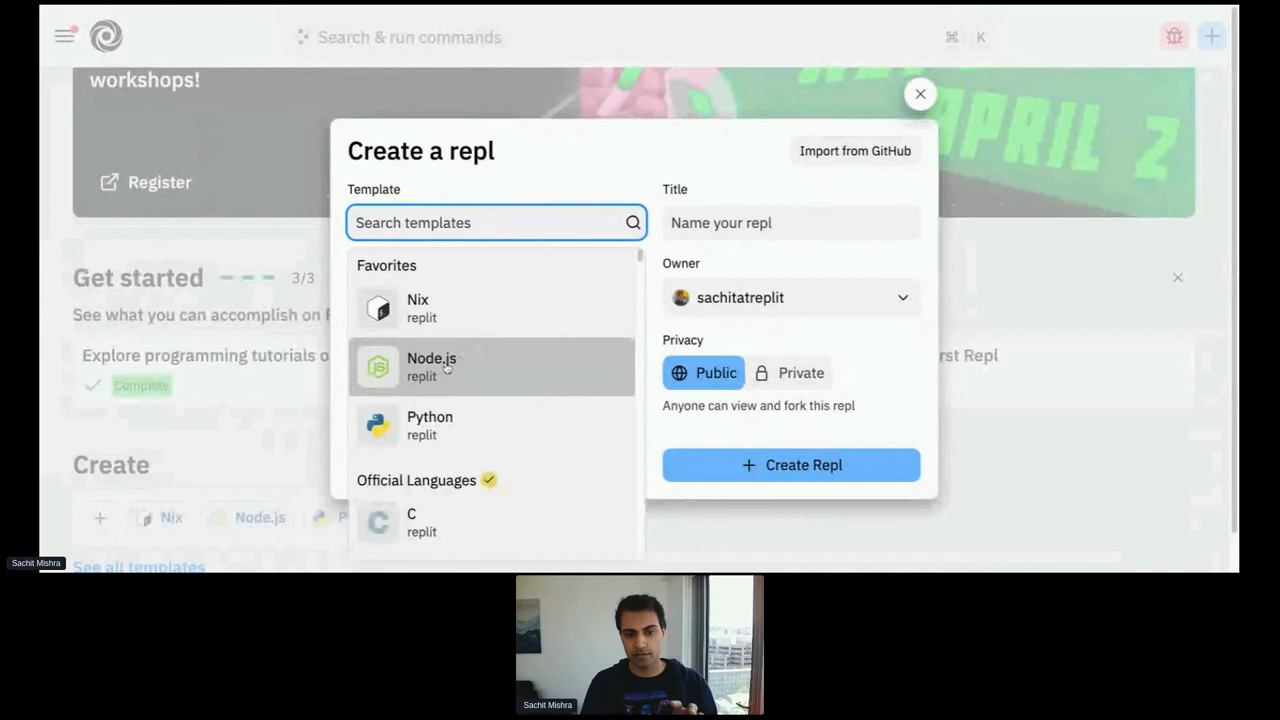 Search & run commands
⌘ K
workshops!
APRIL 2
Register
Create a repl
Import from GitHub
Template
Title
Search templates
Name your repl
Favorites
Owner
Nix
replit
sachitatreplit
Node.js
replit
Privacy
Public
Private
Python
replit
Anyone can view and fork this repl
Official Languages
Create Repl
C
replit
Get started
3/3
See what you can accomplish on
Explore programming tutorials
rst Repl
Complete
Create
Nix
Node.js
See all templates
Sachit Mishra
Sachit Mishra